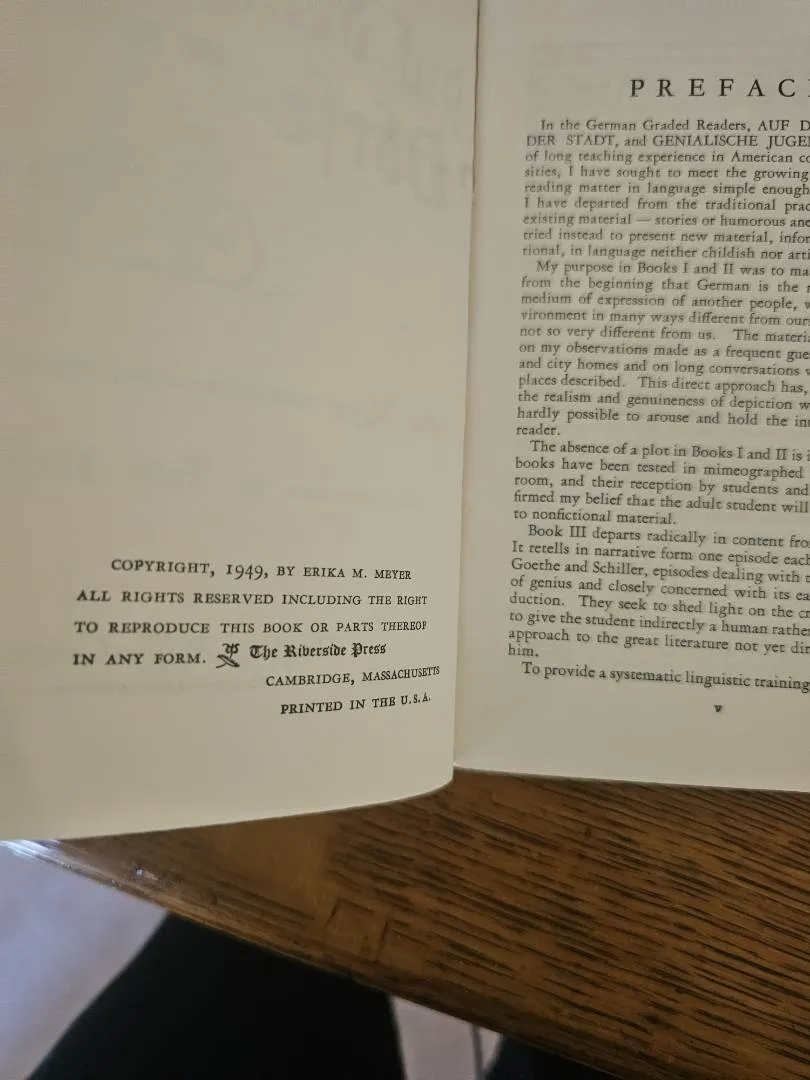 COPYRIGHT, 1949, BY ERIKA M. MEYER
ALL RIGHTS RESERVED INCLUDING THE RIGHT
TO REPRODUCE THIS BOOK OR PARTS THEREOF
IN ANY FORM. The Riverside Press
CAMBRIDGE, MASSACHUSETTS
PRINTED IN THE U.S.A.
PREFAC
In the German Graded Readers, AUF D
DER STADT, and GENIALISCHE JUGE
of long teaching experience in American co
sities, I have sought to meet the growing
reading matter in language simple enough
I have departed from the traditional prac
existing material — stories or humorous ane
tried instead to present new material, infor
tional, in language neither childish nor arti
My purpose in Books I and II was to ma
from the beginning that German is the
medium of expression of another people, w
vironment in many ways different from ours
not so very different from us. The materia
on my observations made as a frequent gue
and city homes and on long conversations w
places described. This direct approach has,
the realism and genuineness of depiction w
hardly possible to arouse and hold the int
reader.
The absence of a plot in Books I and II is i
books have been tested in mimeographed
room, and their reception by students and
firmed my belief that the adult student will
to nonfictional material.
Book III departs radically in content fro
It retells in narrative form one episode each
Goethe and Schiller, episodes dealing with t
of genius and closely concerned with its ea
duction. They seek to shed light on the cr
to give the student indirectly a human rathe
approach to the great literature not yet dir
him.
To provide a systematic linguistic training
v